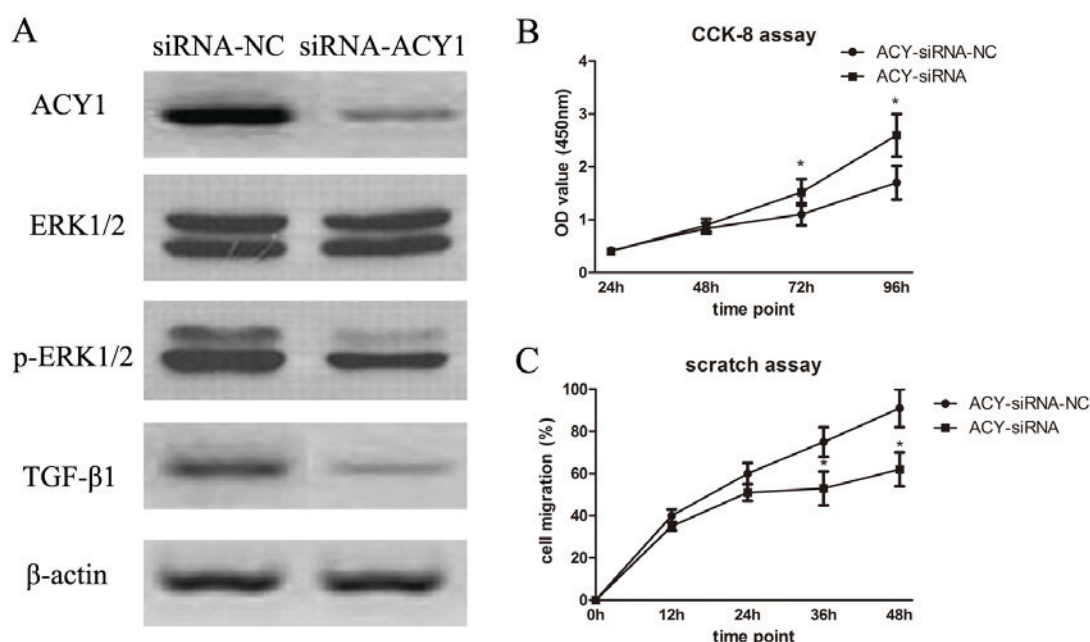 A
siRNA-NC siRNA-ACY1
ACY1
ERK1/2
p-ERK1/2
TGF-β1
β-actin
B
CCK-8 assay
ACY-siRNA-NC
ACY-siRNA
OD value (450nm)
4
3
2
1
0
*
*
24h 48h 72h 96h
time point
C
scratch assay
ACY-siRNA-NC
ACY-siRNA
cell migration (%)
100
80
60
40
20
0
*
*
0h 12h 24h 36h 48h
time point